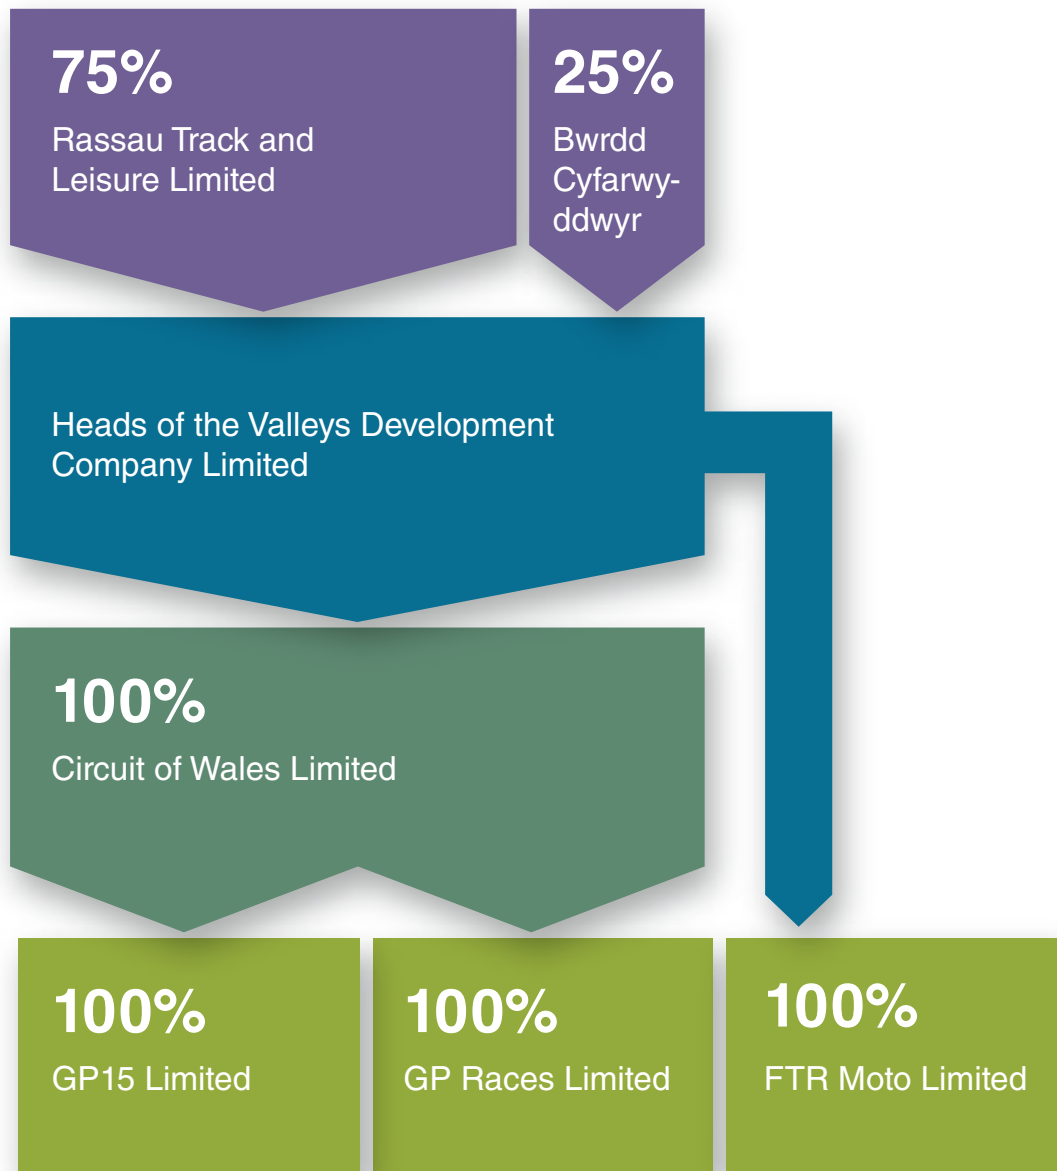 75%
Rassau Track and
Leisure Limited
25%
Bwrdd
Cyfarwy-
ddwyr
Heads of the Valleys Development
Company Limited
100%
Circuit of Wales Limited
100%
GP15 Limited
100%
GP Races Limited
100%
FTR Moto Limited